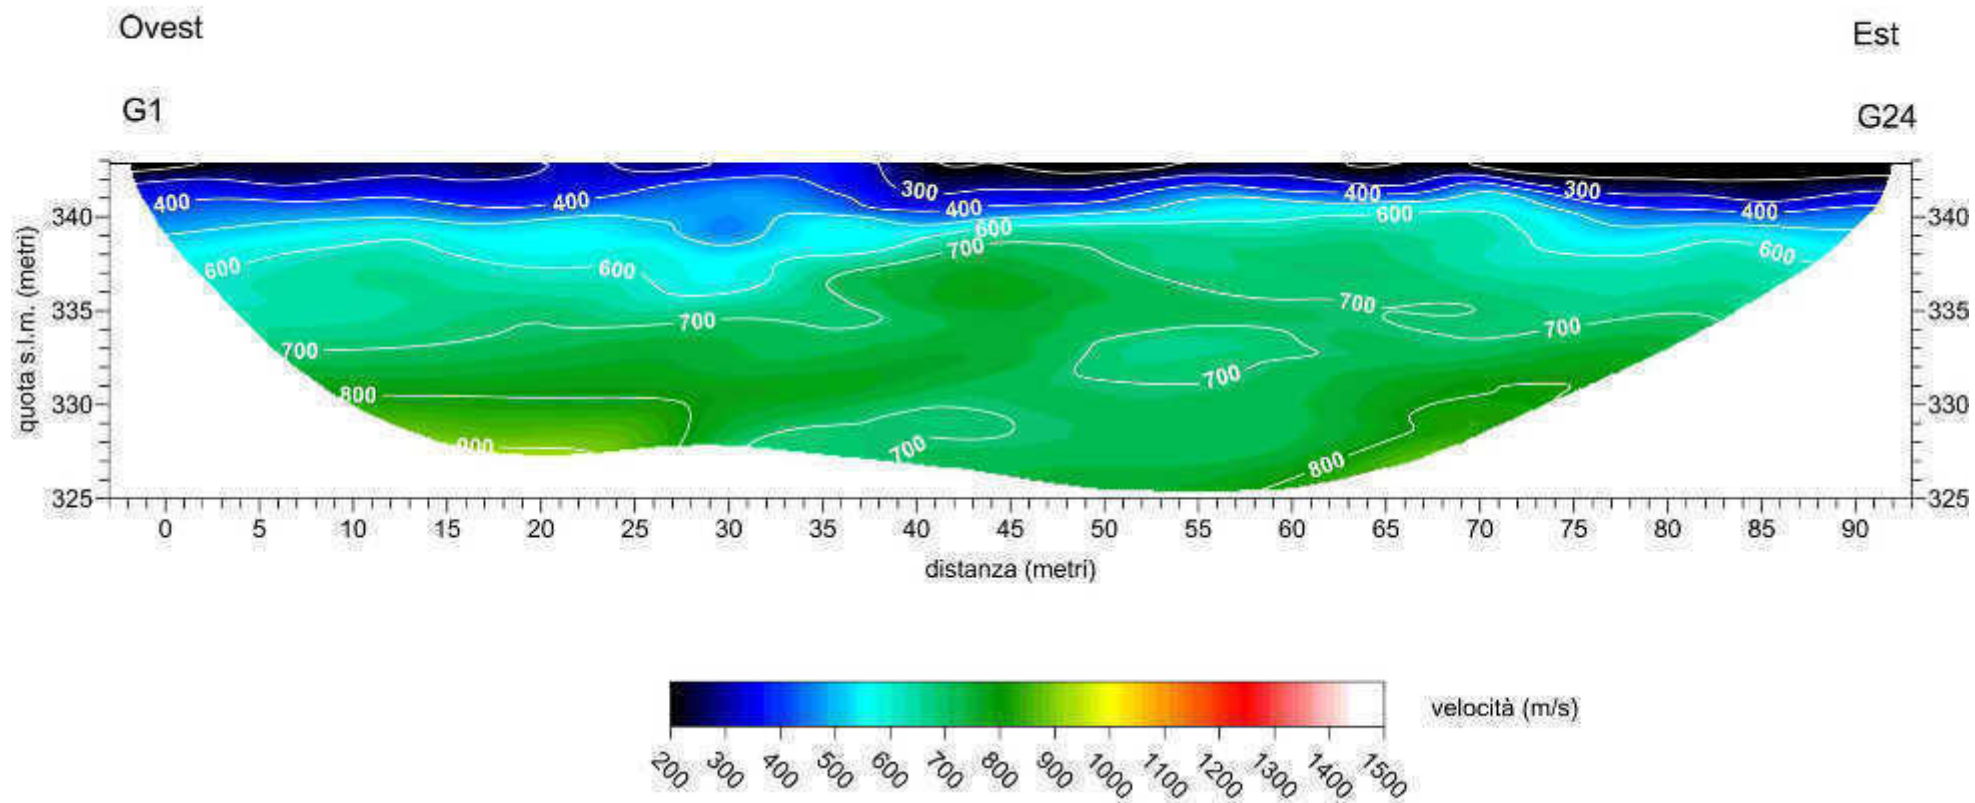 Ovest Est
G1 G24
300
400 400 400 300
400 400
340 600 600 340
600 700 600
600
335 700 700 700 335
700
700
330 800 330
900 700 800
325 325
0 5 10 15 20 25 30 35 40 45 50 55 60 65 70 75 80 85 90
quota s.l.m. (metri)
distanza (metri)
velocità (m/s)
200 300 400 500 600 700 800 900 1000 1100 1200 1300 1400 1500